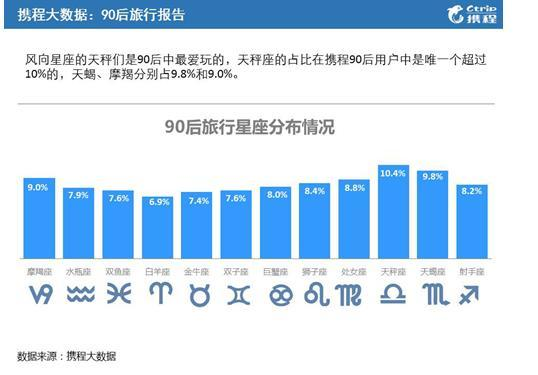 携程大数据：90后旅行报告
Ctrip
携程
风向星座的天秤们是90后中最爱玩的，天秤座的占比在携程90后用户中是唯一个超过
10%的，天蝎、摩羯分别占9.8%和9.0%。
90后旅行星座分布情况
9.0% 7.9% 7.6% 6.9% 7.4% 7.6% 8.0% 8.4% 8.8% 10.4% 9.8% 8.2%
摩羯座 水瓶座 双鱼座 白羊座 金牛座 双子座 巨蟹座 狮子座 处女座 天秤座 天蝎座 射手座
数据来源：携程大数据